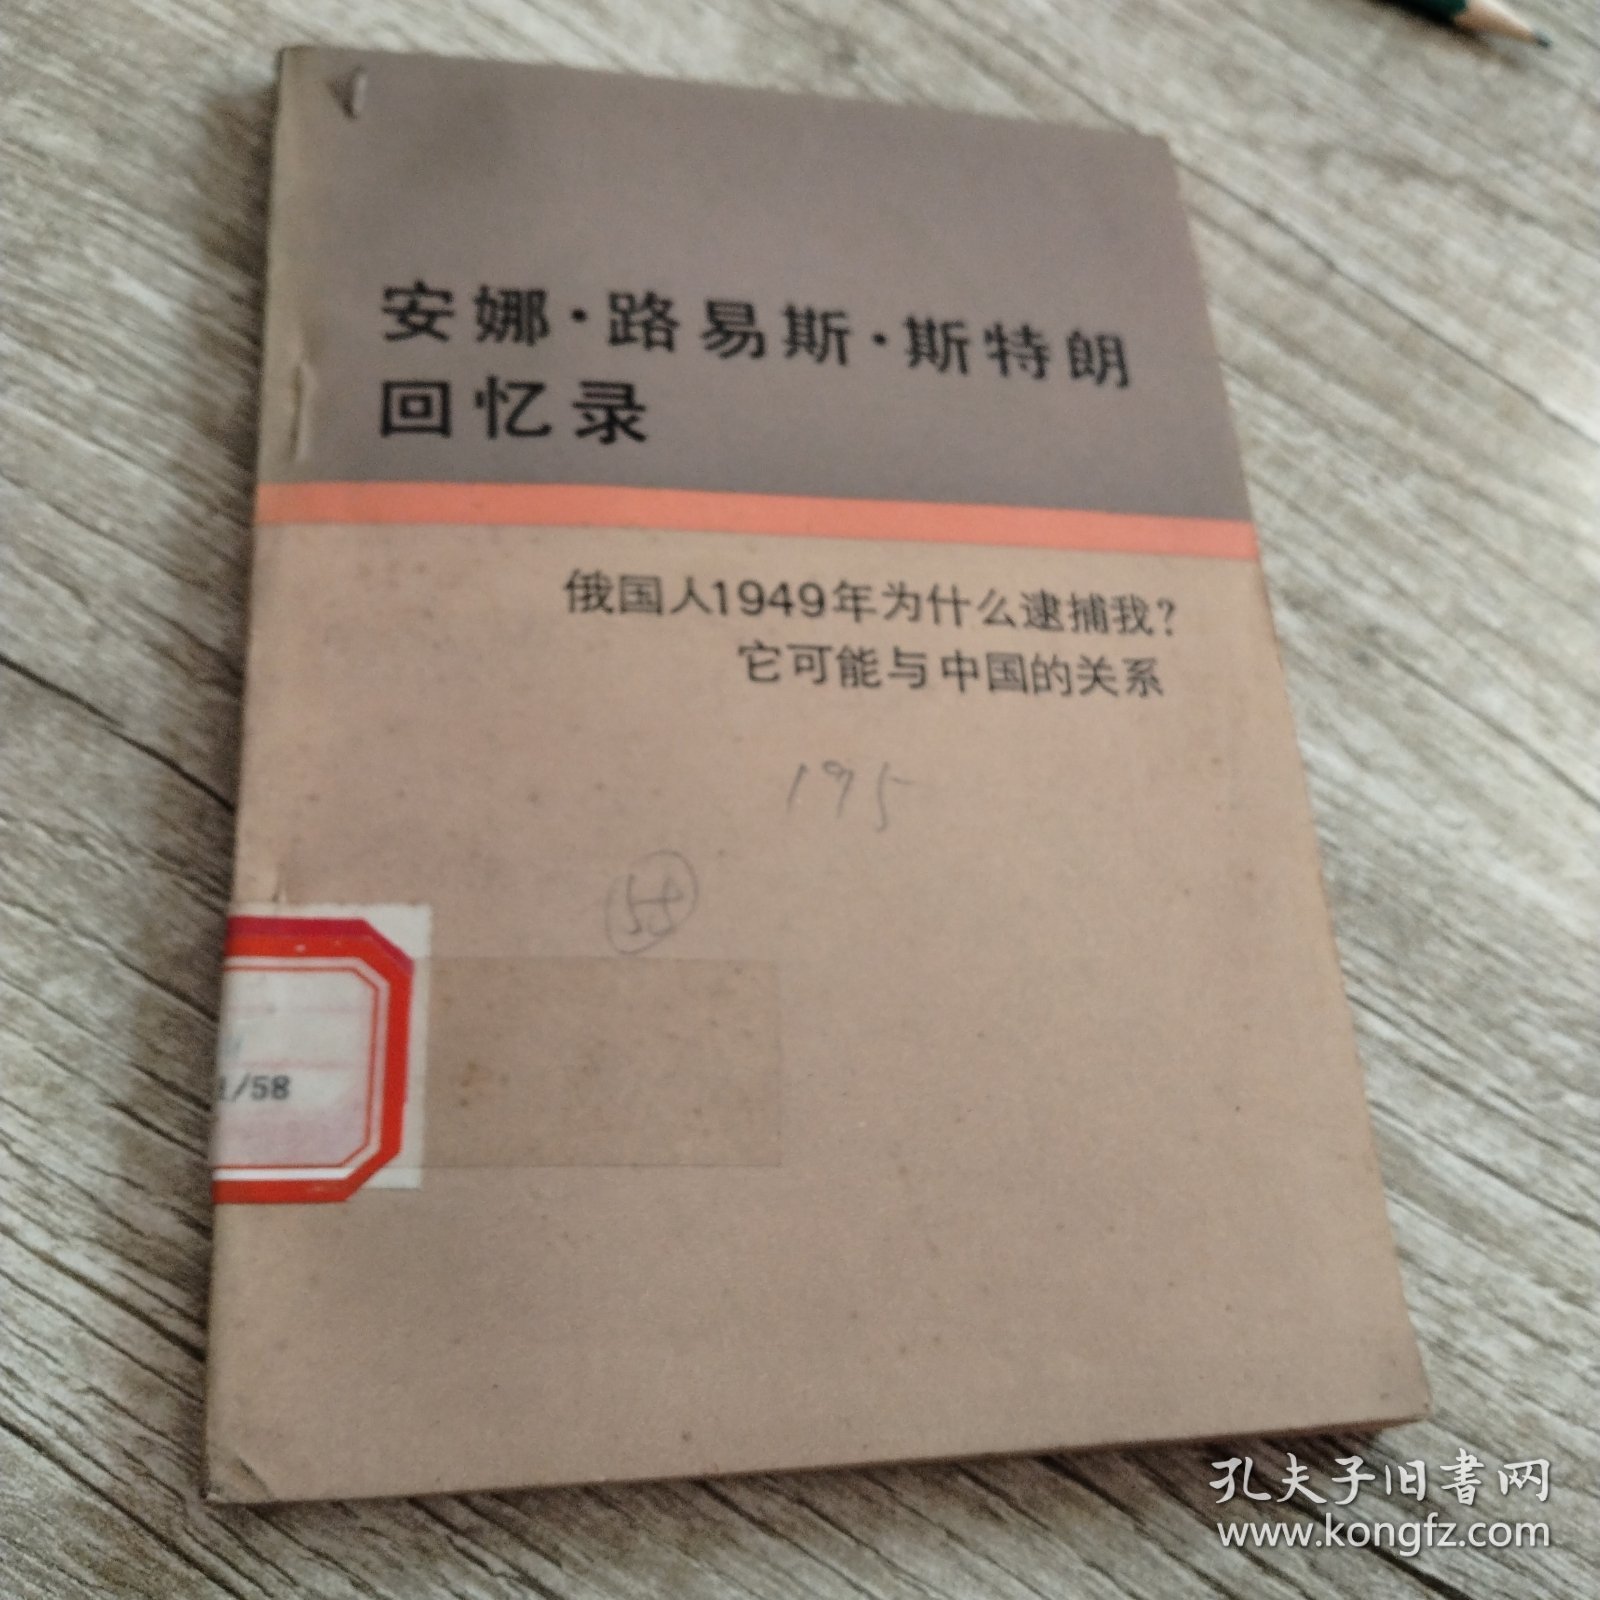 安娜·路易斯·斯特朗
回忆录
俄国人1949年为什么逮捕我?
它可能与中国的关系
195
58
/58
孔夫子旧书网
www.kongfz.com